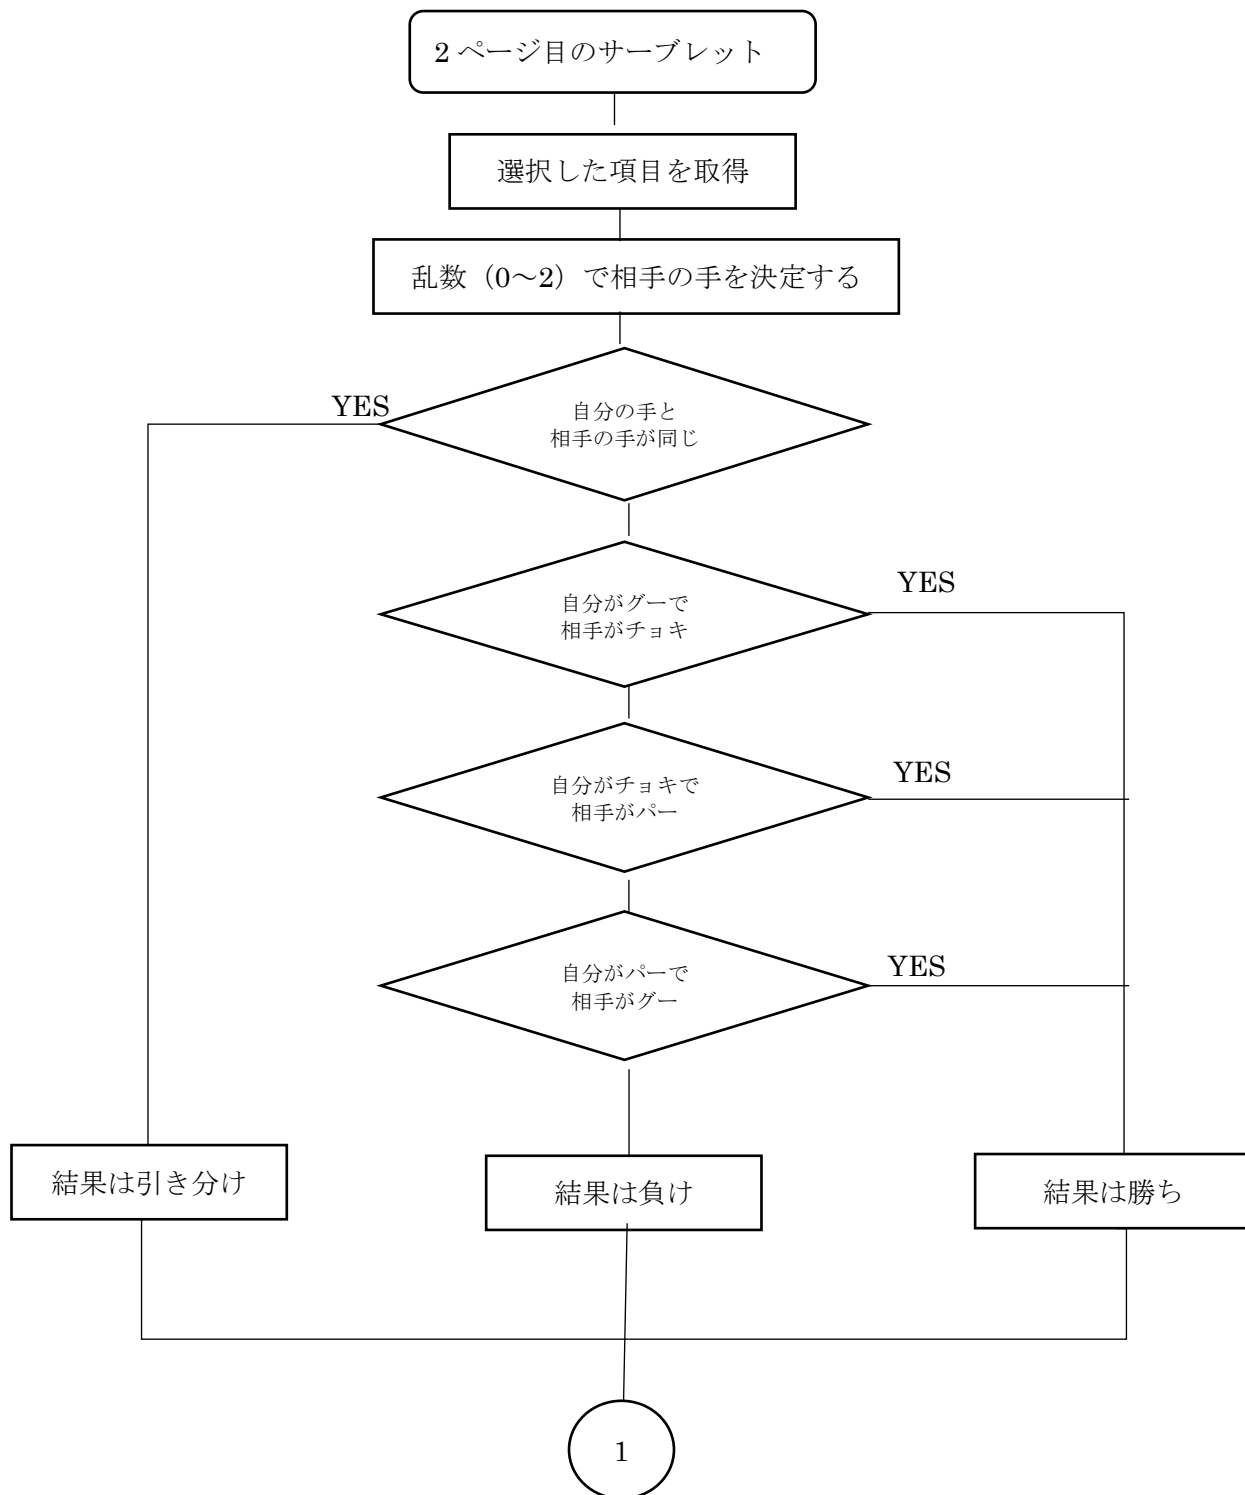 2 ページ目のサーブレット
選択した項目を取得
乱数（0～2）で相手の手を決定する
YES
自分の手と
相手の手が同じ
YES
自分がグーで
相手がチョキ
YES
自分がチョキで
相手がパー
YES
自分がパーで
相手がグー
結果は引き分け
結果は負け
結果は勝ち
1